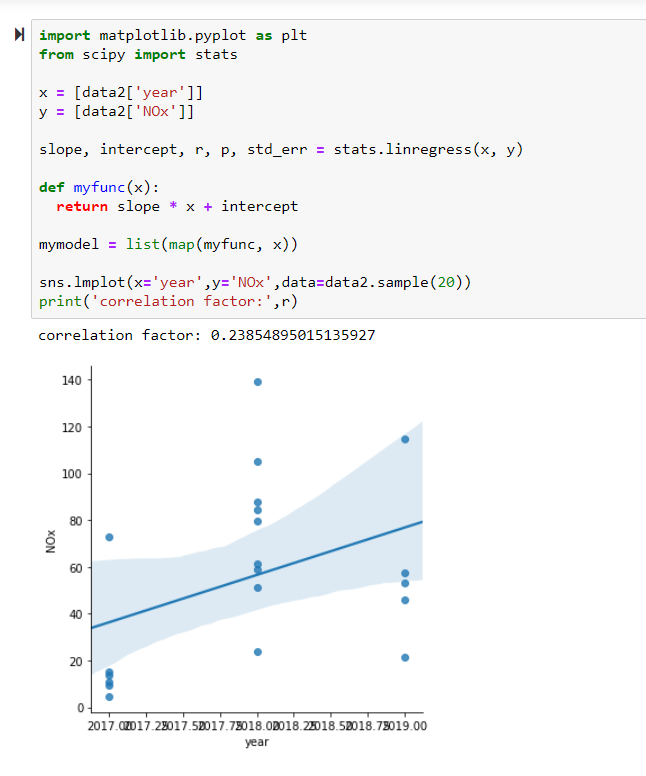 import matplotlib.pyplot as plt
from scipy import stats
x = [data2['year']]
y = [data2['NOx']]
slope, intercept, r, p, std_err = stats.linregress(x, y)
def myfunc(x):
  return slope * x + intercept
mymodel = list(map(myfunc, x))
sns.lmplot(x='year',y='NOx',data=data2.sample(20))
print('correlation factor:',r)
correlation factor: 0.23854895015135927
140
120
100
80
60
40
20
0
NOx
2017.00 2017.25 2017.50 2017.75 2018.00 2018.25 2018.50 2018.75 2019.00
year